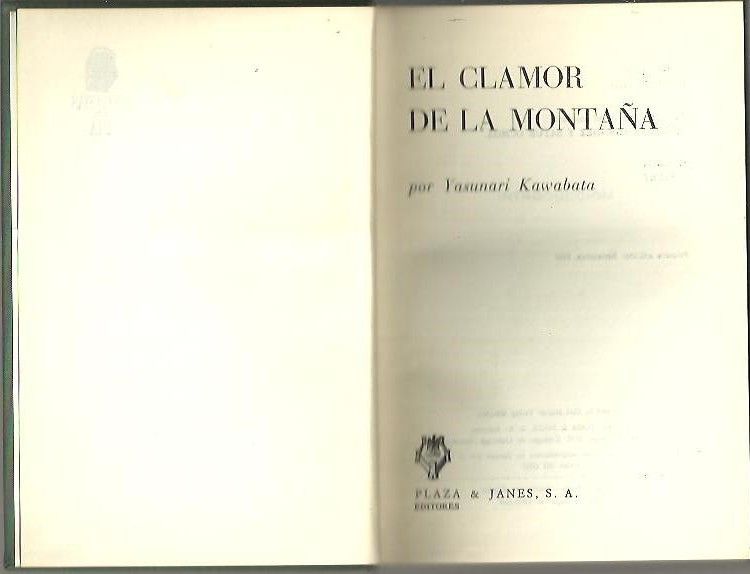 EL CLAMOR
DE LA MONTAÑA
por Yasunari Kawabata
PLAZA & JANES, S. A.
EDITORES